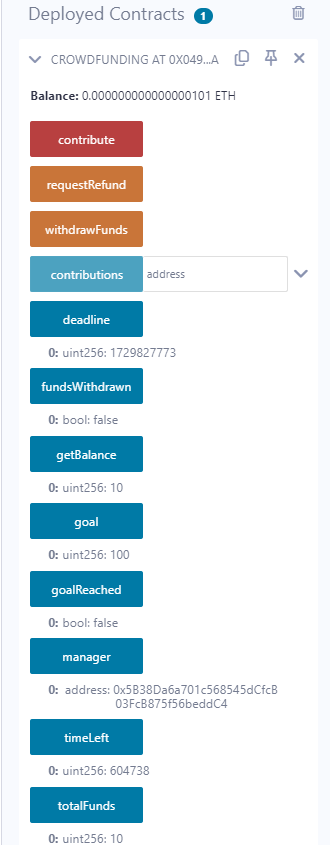 Deployed Contracts 1
CROWDFUNDING AT 0X049...A
Balance: 0.000000000000000101 ETH
contribute
requestRefund
withdrawFunds
contributions address
deadline
0: uint256: 1729827773
fundsWithdrawn
0: bool: false
getBalance
0: uint256: 10
goal
0: uint256: 100
goalReached
0: bool: false
manager
0: address: 0x5B38Da6a701c568545dCfcB
03FcB875f56beddC4
timeLeft
0: uint256: 604738
totalFunds
0: uint256: 10